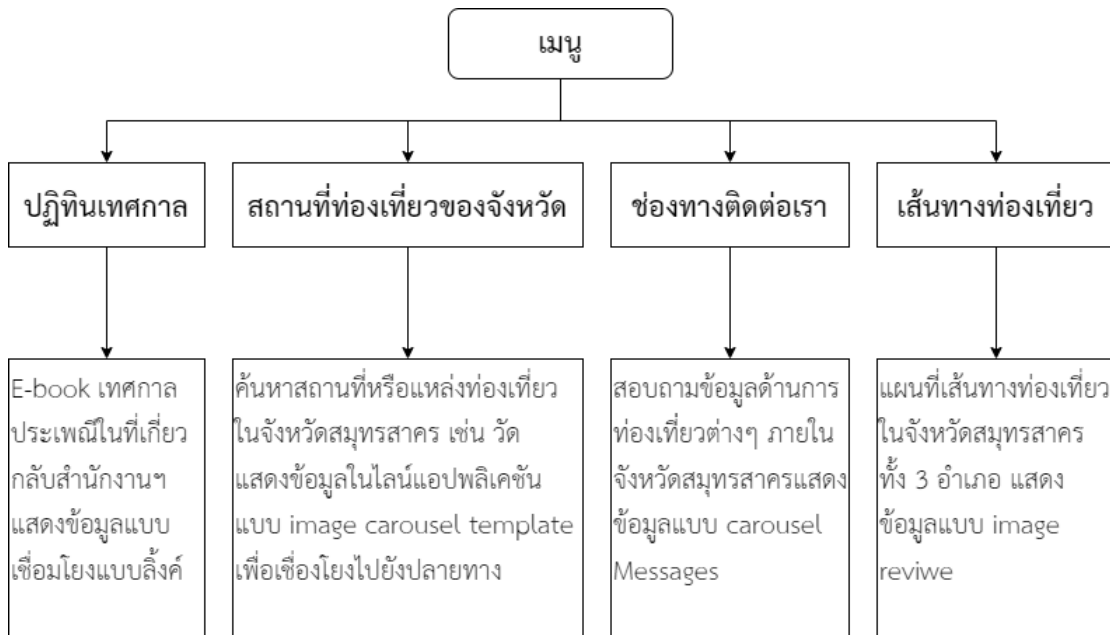 เมนู
ปฏิทินเทศกาล
สถานที่ท่องเที่ยวของจังหวัด
ช่องทางติดต่อเรา
เส้นทางท่องเที่ยว
E-book เทศกาล
ประเพณีในที่เกี่ยว
กลับสำนักงานฯ
แสดงข้อมูลแบบ
เชื่อมโยงแบบลิ้งค์
ค้นหาสถานที่หรือแหล่งท่องเที่ยว
ในจังหวัดสมุทรสาคร เช่น วัด
แสดงข้อมูลในไลน์แอปพลิเคชัน
แบบ image carousel template
เพื่อเชื่องโยงไปยังปลายทาง
สอบถามข้อมูลด้านการ
ท่องเที่ยวต่างๆ ภายใน
จังหวัดสมุทรสาครแสดง
ข้อมูลแบบ carousel
Messages
แผนที่เส้นทางท่องเที่ยว
ในจังหวัดสมุทรสาคร
ทั้ง 3 อำเภอ แสดง
ข้อมูลแบบ image
reviwe